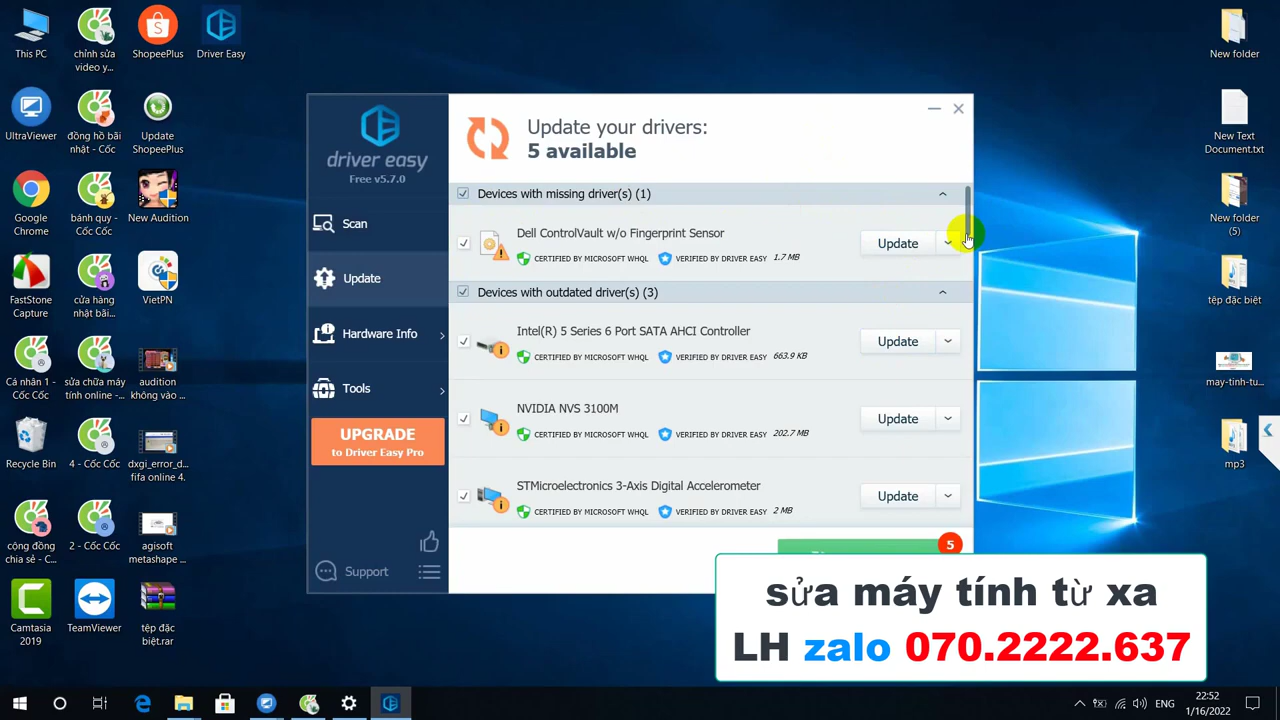 This PC
chỉnh sửa
video y...
ShopeePlus
Driver Easy
UltraViewer
đồng hồ bãi
nhật - Cốc
Update
ShopeePlus
Google
Chrome
bánh quy -
Cốc Cốc
New Audition
FastStone
Capture
cửa hàng
nhật bãi...
VietPN
Cá nhân 1 -
Cốc Cốc
sửa chữa máy
tính online -...
audition
không vào ...
Recycle Bin
4 - Cốc Cốc
dxgi_error_d...
fifa online 4.
cộng đồng
chia sẻ - C...
2 - Cốc Cốc
agisoft
metashape ...
Camtasia
2019
TeamViewer
tệp đặc
biệt.rar
driver easy
Free v5.7.0
Scan
Update
Hardware Info
Tools
UPGRADE
to Driver Easy Pro
Support
Update your drivers:
5 available
Devices with missing driver(s) (1)
Dell ControlVault w/o Fingerprint Sensor
CERTIFIED BY MICROSOFT WHQL VERIFIED BY DRIVER EASY 1.7 MB
Update
Devices with outdated driver(s) (3)
Intel(R) 5 Series 6 Port SATA AHCI Controller
CERTIFIED BY MICROSOFT WHQL VERIFIED BY DRIVER EASY 663.9 KB
Update
NVIDIA NVS 3100M
CERTIFIED BY MICROSOFT WHQL VERIFIED BY DRIVER EASY 202.7 MB
Update
STMicroelectronics 3-Axis Digital Accelerometer
CERTIFIED BY MICROSOFT WHQL VERIFIED BY DRIVER EASY 2 MB
Update
5
sửa máy tính từ xa
LH zalo 070.2222.637
New folder
New Text
Document.txt
New folder
(5)
tệp đặc biệt
may-tinh-tu...
mp3
ENG
22:52
1/16/2022